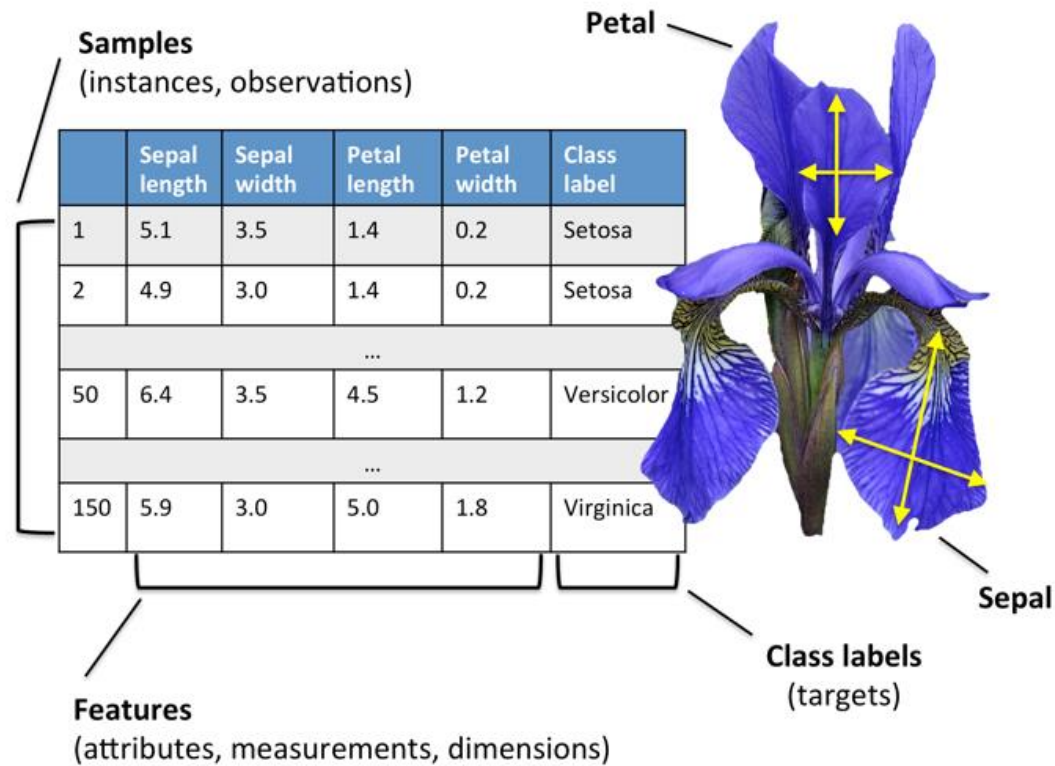 Samples
(instances, observations)
Petal
Sepal length Sepal width Petal length Petal width Class label
1 5.1 3.5 1.4 0.2 Setosa
2 4.9 3.0 1.4 0.2 Setosa
...
50 6.4 3.5 4.5 1.2 Versicolor
...
150 5.9 3.0 5.0 1.8 Virginica
Sepal
Class labels
(targets)
Features
(attributes, measurements, dimensions)